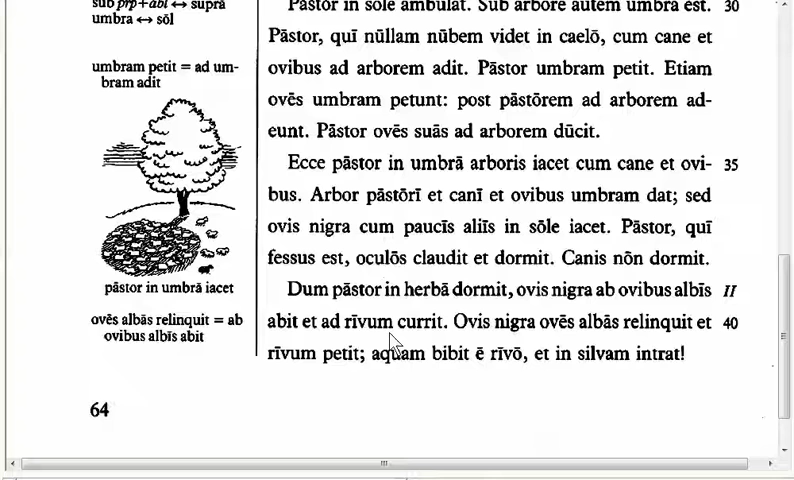 sub prp+abl ↔ suprā
umbra ↔ sōl
umbram petit = ad um-
bram adit
pāstor in umbrā iacet
ovēs albās relinquit = ab
ovibus albīs abit
Pāstor in sōle ambulat. Sub arbore autem umbra est. 30
Pāstor, quī nūllam nūbem videt in caelō, cum cane et
ovibus ad arborem adit. Pāstor umbram petit. Etiam
ovēs umbram petunt: post pāstōrem ad arborem ad-
eunt. Pāstor ovēs suās ad arborem dūcit.
Ecce pāstor in umbrā arboris iacet cum cane et ovi- 35
bus. Arbor pāstōrī et canī et ovibus umbram dat; sed
ovis nigra cum paucīs aliīs in sōle iacet. Pāstor, quī
fessus est, oculōs claudit et dormit. Canis nōn dormit.
Dum pāstor in herbā dormit, ovis nigra ab ovibus albīs II
abit et ad rīvum currit. Ovis nigra ovēs albās relinquit et 40
rīvum petit; aquam bibit ē rīvō, et in silvam intrat!
64